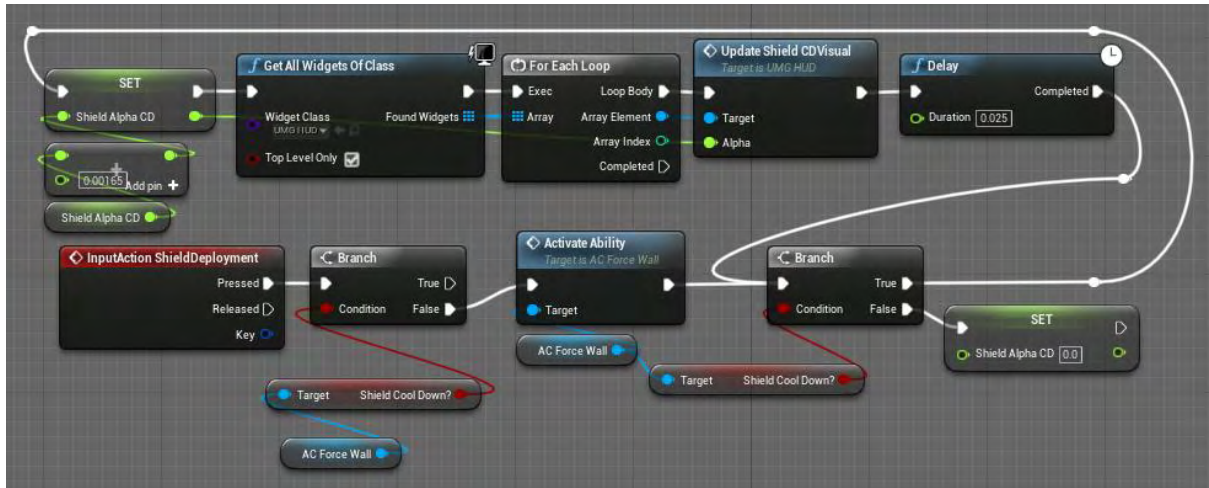 SET
Shield Alpha CD
0.00165
Add pin +
Shield Alpha CD
f Get All Widgets Of Class
Widget Class
UMG HUD
Found Widgets
Top Level Only
For Each Loop
Exec
Loop Body
Array
Array Element
Array Index
Completed
Update Shield CDVisual
Target is UMG HUD
Target
Alpha
f Delay
Completed
Duration 0.025
InputAction ShieldDeployment
Pressed
Released
Key
Branch
True
Condition
False
Target
Shield Cool Down?
AC Force Wall
Activate Ability
Target is AC Force Wall
Target
AC Force Wall
Target
Shield Cool Down?
Branch
True
Condition
False
SET
Shield Alpha CD 0.0